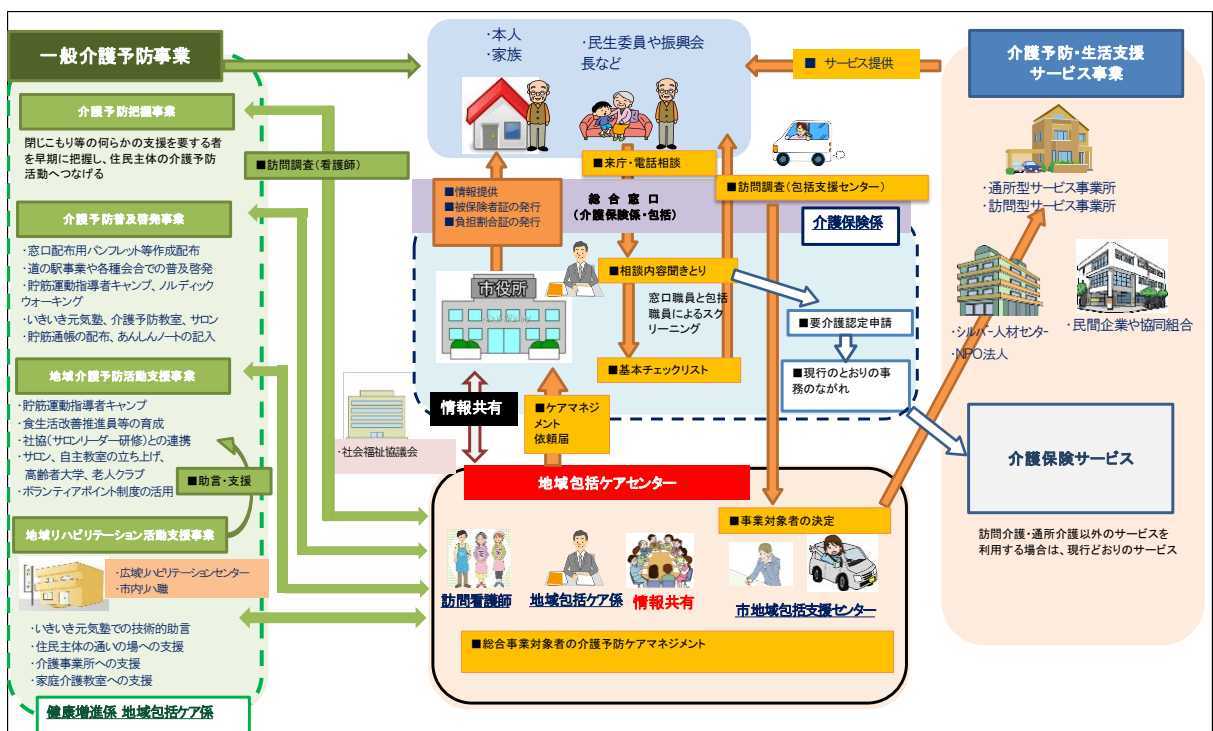 一般介護予防事業
介護予防把握事業
閉じこもり等の何らかの支援を要する者
を早期に把握し、住民主体の介護予防
活動へつなげる
介護予防普及啓発事業
・窓口配布用パンフレット等作成配布
・道の駅事業や各種会合での普及啓発
・貯筋運動指導者キャンプ、ノルディック
ウォーキング
・いきいき元気塾、介護予防教室、サロン
・貯筋通帳の配布、あんしんノートの記入
地域介護予防活動支援事業
・貯筋運動指導者キャンプ
・食生活改善推進員等の育成
・社協(サロンリーダー研修)との連携
・サロン、自主教室の立ち上げ、
高齢者大学、老人クラブ
・ボランティアポイント制度の活用
■助言・支援
地域リハビリテーション活動支援事業
・広域リハビリテーションセンター
・市内リハ職
・いきいき元気塾での技術的助言
・住民主体の通いの場への支援
・介護事業所への支援
・家庭介護教室への支援
健康増進係 地域包括ケア係
■訪問調査(看護師)
・本人
・家族
・民生委員や振興会
長など
■情報提供
■被保険者証の発行
■負担割合証の発行
■来庁・電話相談
■訪問調査(包括支援センター)
総合窓口
(介護保険係・包括)
介護保険係
市役所
■相談内容聞きとり
窓口職員と包括
職員によるスク
リーニング
■要介護認定申請
■基本チェックリスト
■現行のとおりの事
務のながれ
情報共有
■ケアマネジ
メント
依頼届
・社会福祉協議会
地域包括ケアセンター
■事業対象者の決定
訪問看護師
地域包括ケア係
情報共有
市地域包括支援センター
■総合事業対象者の介護予防ケアマネジメント
■ サービス提供
介護予防・生活支援
サービス事業
・通所型サービス事業所
・訪問型サービス事業所
・シルバー人材センター
・NPO法人
・民間企業や協同組合
介護保険サービス
訪問介護・通所介護以外のサービスを
利用する場合は、現行どおりのサービス